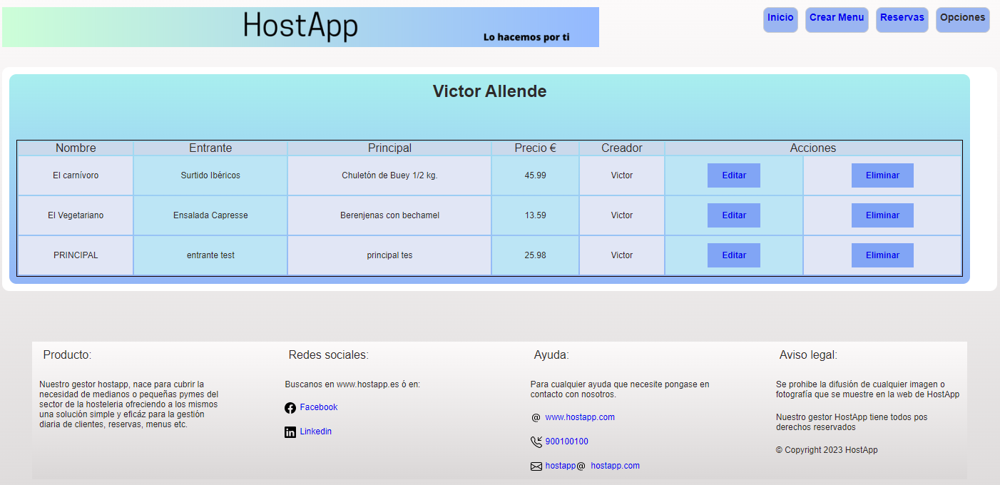 HostApp
Lo hacemos por ti
Inicio
Crear Menu
Reservas
Opciones
Victor Allende
Nombre Entrante Principal Precio € Creador Acciones
El carnívoro Surtido Ibéricos Chuletón de Buey 1/2 kg. 45.99 Victor Editar Eliminar
El Vegetariano Ensalada Capresse Berenjenas con bechamel 13.59 Victor Editar Eliminar
PRINCIPAL entrante test principal tes 25.98 Victor Editar Eliminar
Producto:
Nuestro gestor hostapp, nace para cubrir la
necesidad de medianos o pequeñas pymes del
sector de la hosteleria ofreciendo a los mismos
una solución simple y eficáz para la gestión
diaria de clientes, reservas, menus etc.
Redes sociales:
Buscanos en www.hostapp.es ó en:
Facebook
Linkedin
Ayuda:
Para cualquier ayuda que necesite pongase en
contacto con nosotros.
@ www.hostapp.com
900100100
hostapp@ hostapp.com
Aviso legal:
Se prohibe la difusión de cualquier imagen o
fotografía que se muestre en la web de HostApp
Nuestro gestor HostApp tiene todos pos
derechos reservados
© Copyright 2023 HostApp